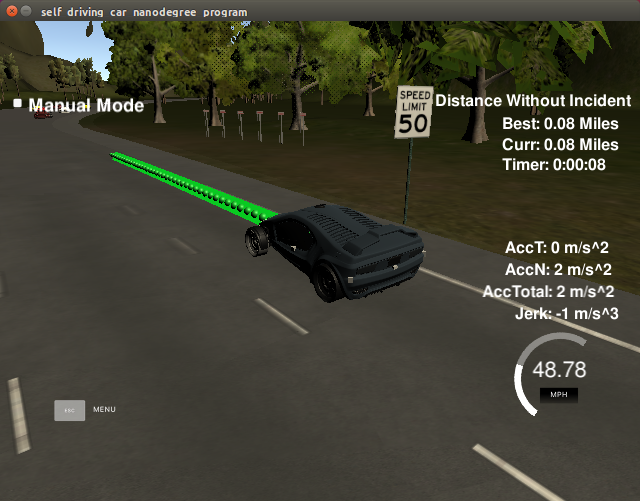 self driving car nanodegree program
Manual Mode
SPEED
LIMIT
50
Distance Without Incident
Best: 0.08 Miles
Curr: 0.08 Miles
Timer: 0:00:08
AccT: 0 m/s^2
AccN: 2 m/s^2
AccTotal: 2 m/s^2
Jerk: -1 m/s^3
48.78
MPH
ESC
MENU